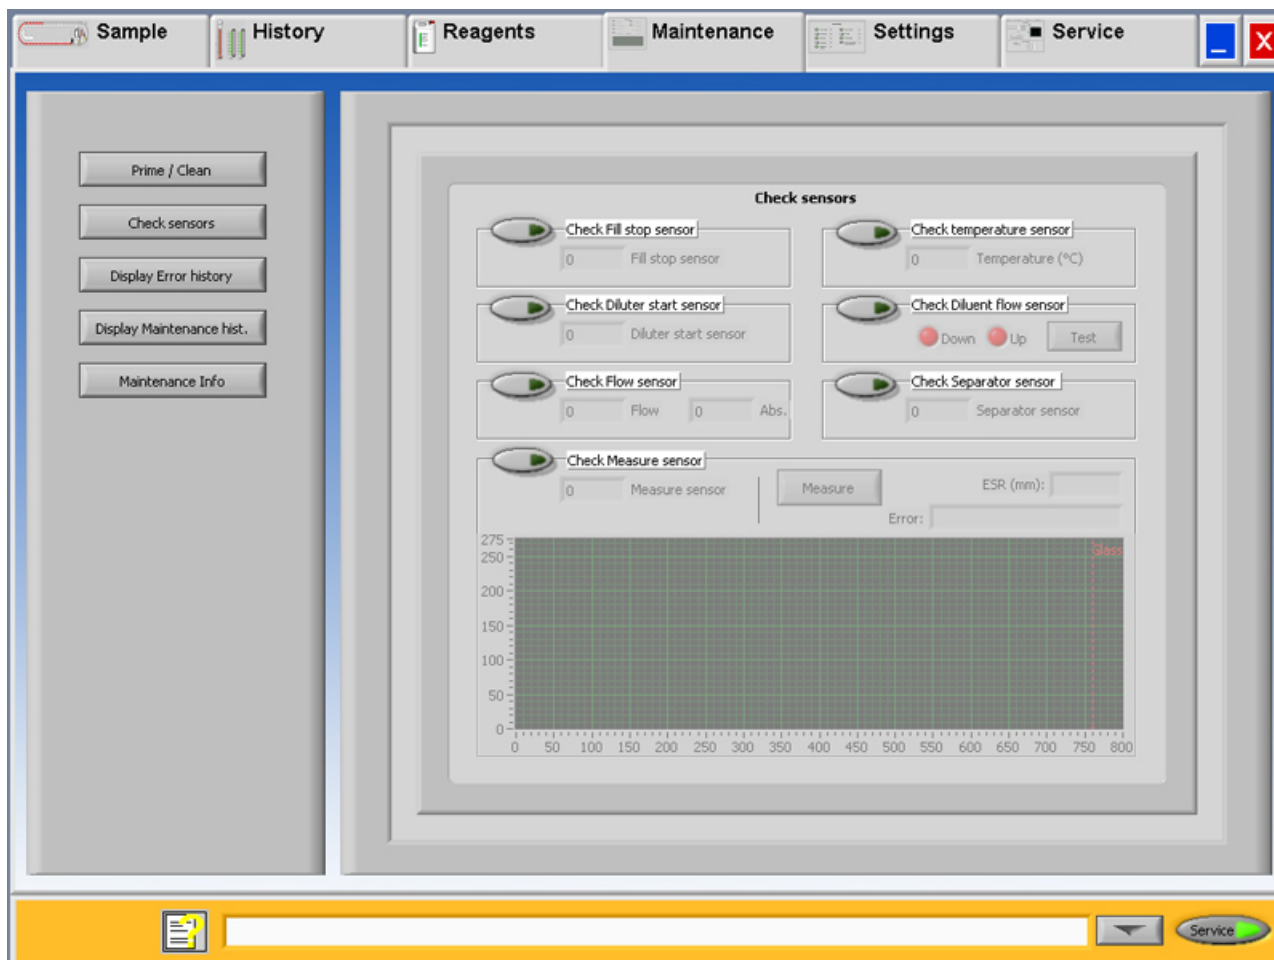 Sample
History
Reagents
Maintenance
Settings
Service
_
X
Prime / Clean
Check sensors
Display Error history
Display Maintenance hist.
Maintenance Info
Check sensors
Check Fill stop sensor
0 Fill stop sensor
Check temperature sensor
0 Temperature (°C)
Check Diluter start sensor
0 Diluter start sensor
Check Diluent flow sensor
Down Up Test
Check Flow sensor
0 Flow 0 Abs.
Check Separator sensor
0 Separator sensor
Check Measure sensor
0 Measure sensor
Measure
ESR (mm):
Error:
Glass
275
250
200
150
100
50
0
0 50 100 150 200 250 300 350 400 450 500 550 600 650 700 750 800
?
Service